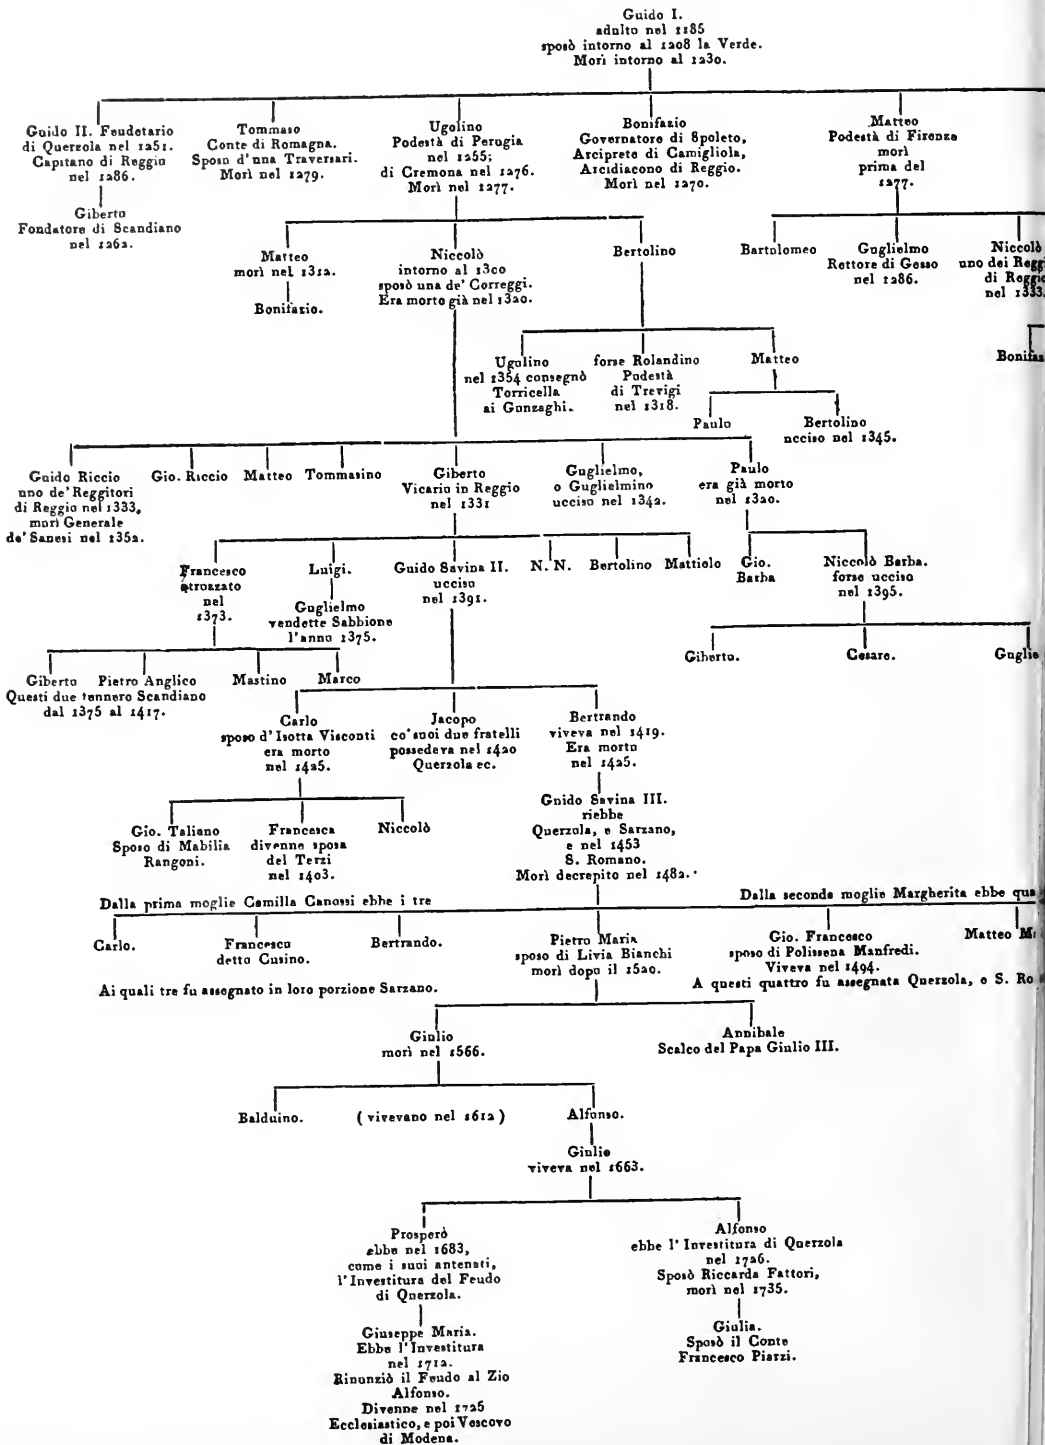 Guido I.
adulto nel 1185
sposò intorno al 1208 la Verde.
Morì intorno al 1230.
Guido II. Feudetario
di Querzola nel 1251.
Capitano di Reggio
nel 1286.
Tommaso
Conte di Romagna.
Sposo d'una Traversari.
Morì nel 1279.
Ugolino
Podestà di Perugia
nel 1255;
di Cremona nel 1276.
Morì nel 1277.
Bonifazio
Governatore di Spoleto,
Arciprete di Camigliola,
Arcidiacono di Reggio.
Morì nel 1270.
Matteo
Podestà di Firenze
morì
prima del
1277.
Giberto
Fondatore di Scandiano
nel 1262.
Matteo
morì nel 1312.
Bonifazio.
Niccolò
intorno al 1300
sposò una de' Correggi.
Era morto già nel 1320.
Bertolino
Bartolomeo
Guglielmo
Rettore di Gesso
nel 1286.
Niccolò
uno dei Reggi
di Reggio
nel 1333.
Bonifaz
Ugolino
nel 1354 consegnò
Torricella
ai Gonzaghi.
forse Rolandino
Podestà
di Trevigi
nel 1318.
Matteo
Paulo
Bertolino
ucciso nel 1345.
Guido Riccio
uno de' Reggitori
di Reggio nel 1333,
morì Generale
de' Sanesi nel 1352.
Gio. Riccio
Matteo
Tommasino
Giberto
Vicario in Reggio
nel 1331
Guglielmo,
o Guglielmino
ucciso nel 1342.
Paulo
era già morto
nel 1320.
Francesco
strozzato
nel
1373.
Luigi.
Guglielmo
vendette Sabbione
l'anno 1375.
Guido Savina II.
ucciso
nel 1391.
N. N.
Bertolino
Mattiolo
Gio.
Barba
Niccolò Barba.
forse ucciso
nel 1395.
Giberto.
Cesare.
Guglie
Giberto
Pietro Anglico
Questi due tennero Scandiano
dal 1375 al 1417.
Mastino
Marco
Carlo
sposo d'Isotta Visconti
era morto
nel 1425.
Jacopo
co'suoi due fratelli
possedeva nel 1420
Querzola ec.
Bertrando
viveva nel 1419.
Era morto
nel 1425.
Gio. Taliano
Sposo di Mabilia
Rangoni.
Francesca
divenne sposa
del Terzi
nel 1403.
Niccolò
Guido Savina III.
riebbe
Querzola, e Sarzano,
e nel 1453
S. Romano.
Morì decrepito nel 1482.
Dalla prima moglie Camilla Canossi ebbe i tre
Dalla seconda moglie Margherita ebbe qua
Carlo.
Francesco
detto Cusino.
Bertrando.
Pietro Maria
sposo di Livia Bianchi
morì dopo il 1520.
Gio. Francesco
sposo di Polissena Manfredi.
Viveva nel 1494.
Matteo M
Ai quali tre fu assegnato in loro porzione Sarzano.
A questi quattro fu assegnata Querzola, e S. Ro
Giulio
morì nel 1566.
Annibale
Scalco del Papa Giulio III.
Balduino.
(vivevano nel 1612)
Alfonso.
Giulio
viveva nel 1663.
Prosperò
ebbe nel 1683,
come i suoi antenati,
l'Investitura del Feudo
di Querzola.
Alfonso
ebbe l'Investitura di Querzola
nel 1726.
Sposò Riccarda Fattori,
morì nel 1735.
Giuseppe Maria.
Ebbe l'Investitura
nel 1712.
Rinunziò il Feudo al Zio
Alfonso.
Divenne nel 1725
Ecclesiastico, e poi Vescovo
di Modena.
Giulia.
Sposò il Conte
Francesco Piarzi.